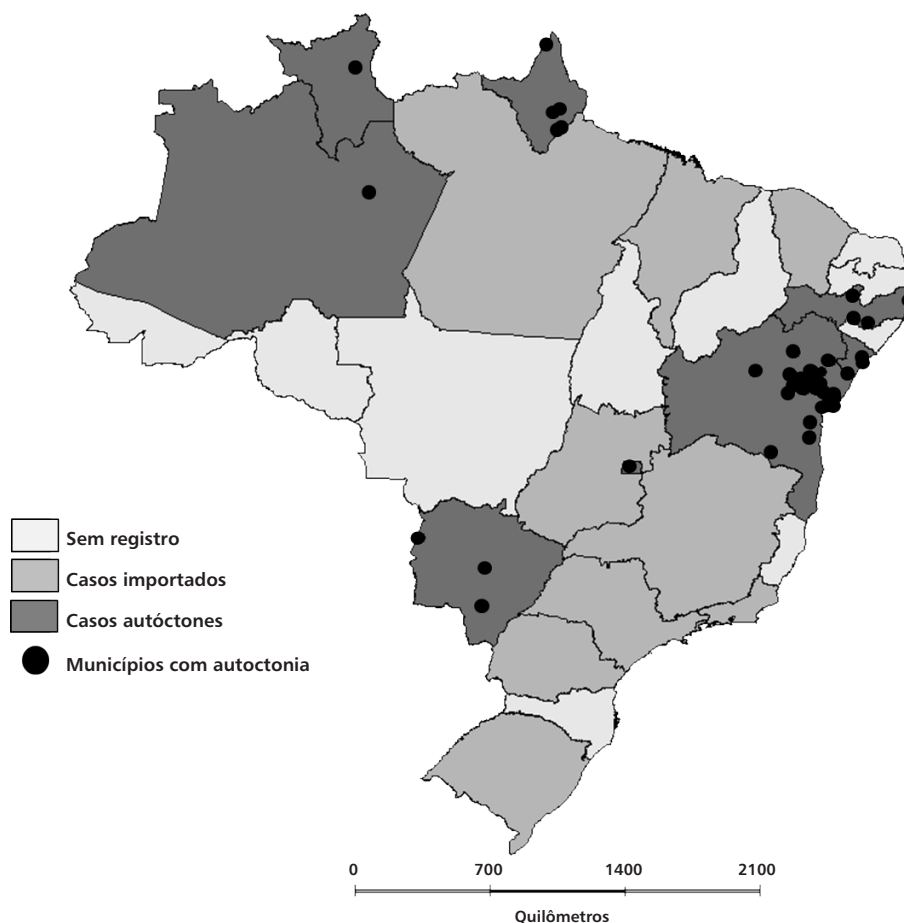 Sem registro
Casos importados
Casos autóctones
Municípios com autoctonia
0 700 1400 2100
Quilômetros